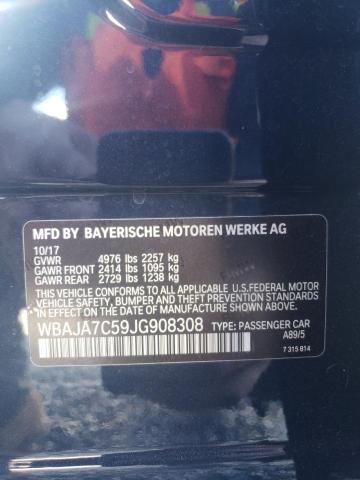 MFD BY BAYERISCHE MOTOREN WERKE AG
10/17
GVWR 4976 lbs 2257 kg
GAWR FRONT 2414 lbs 1095 kg
GAWR REAR 2729 lbs 1238 kg
THIS VEHICLE CONFORMS TO ALL APPLICABLE
FEDERAL MOTOR VEHICLE SAFETY,
BUMPER, AND THEFT PREVENTION STANDARDS
IN EFFECT ON THE DATE OF
MANUFACTURE SHOWN ABOVE.
WBAJA7C59JG908308
TYPE: PASSENGER CAR
A89/5
7 315 814